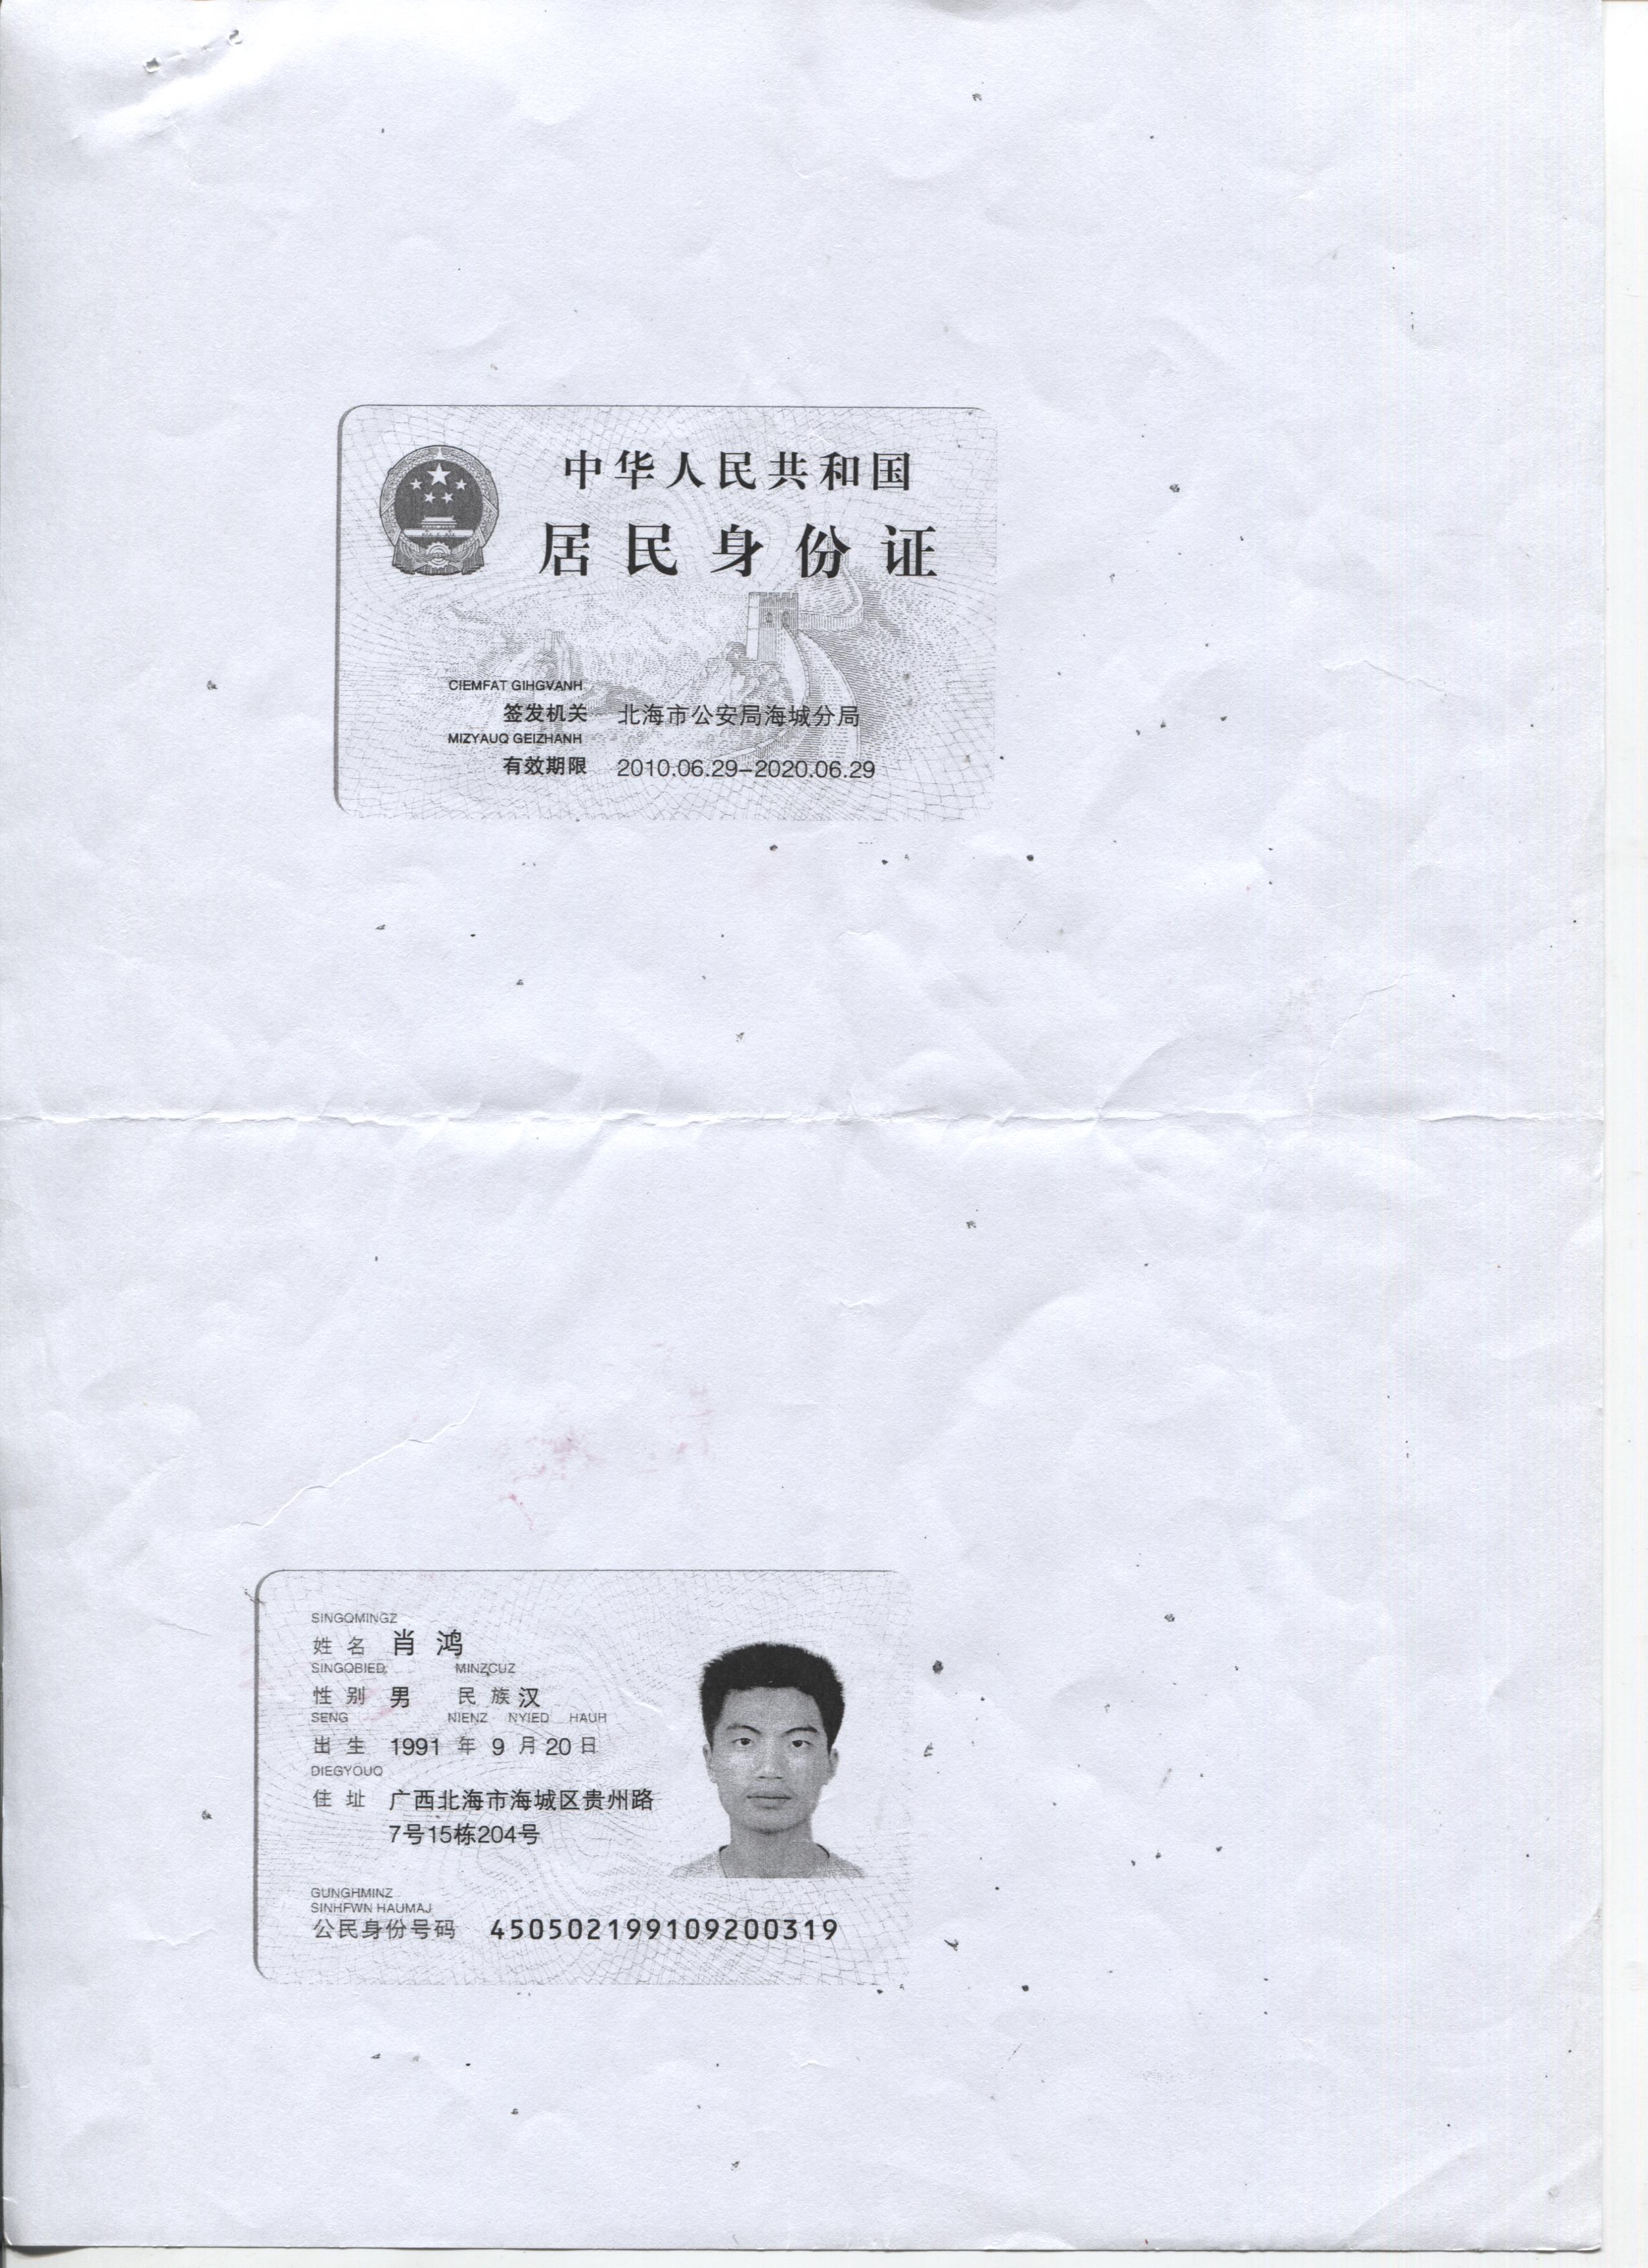 中华人民共和国
居民身份证
CIEMFAT GIHGVANH
签发机关 北海市公安局海城分局
MIZYAUQ GEIZHANH
有效期限 2010.06.29-2020.06.29
SINGQMINGZ
姓名 肖鸿
SINGQBIED MINZCUZ
性别 男 民族 汉
SENG NIENZ NYIED HAUH
出生 1991 年 9 月 20 日
DIEGYOUQ
住址 广西北海市海城区贵州路
7号15栋204号
GUNGHMINZ
SINHFWN HAUMAJ
公民身份号码 450502199109200319